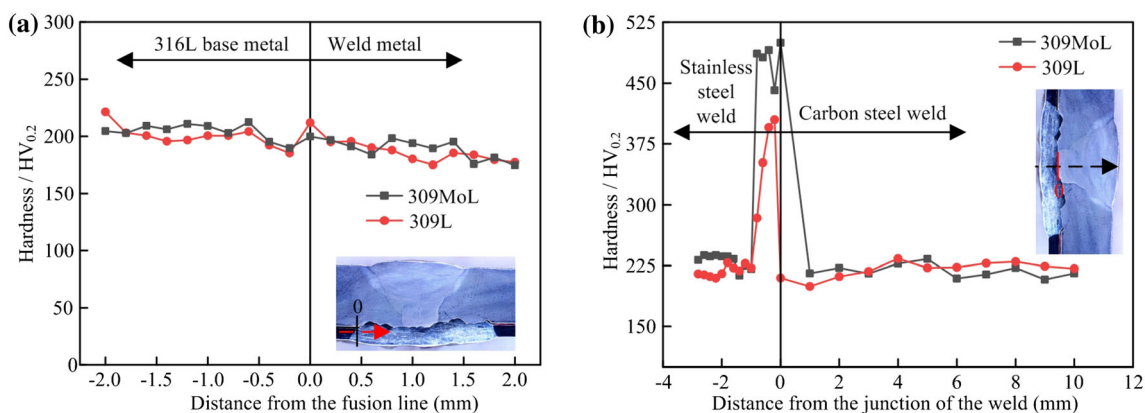 (a)
300
250
200
150
100
50
0
Hardness / HV0.2
316L base metal
Weld metal
309MoL
309L
0
-2.0 -1.5 -1.0 -0.5 0.0 0.5 1.0 1.5 2.0
Distance from the fusion line (mm)
(b)
525
450
375
300
225
150
Hardness / HV0.2
309MoL
309L
Stainless
steel
weld
Carbon steel weld
-4 -2 0 2 4 6 8 10 12
Distance from the junction of the weld (mm)